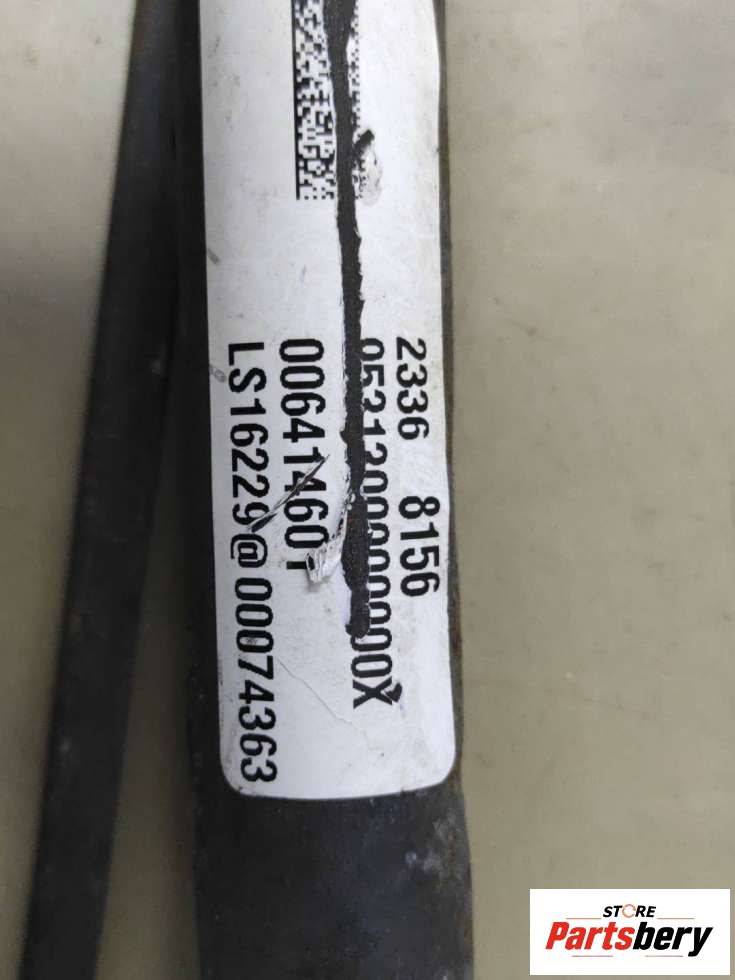 2336 8156
006414601
LS16229@00074363
STORE
Partsbery